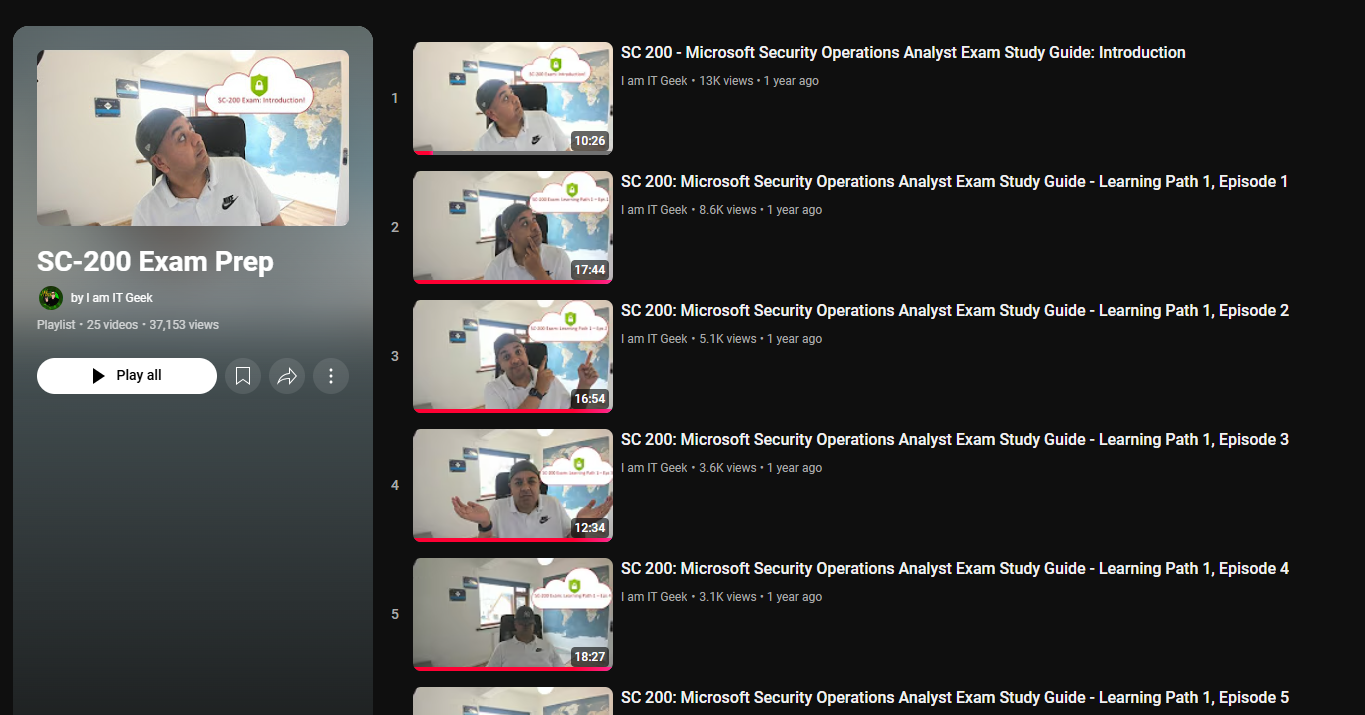 SC-200 Exam: Introduction!
SC-200 Exam Prep
by I am IT Geek
Playlist • 25 videos • 37,153 views
Play all
1
SC-200 Exam: Introduction!
10:26
SC 200 - Microsoft Security Operations Analyst Exam Study Guide: Introduction
I am IT Geek • 13K views • 1 year ago
2
SC-200 Exam: Learning Path 1 – Eps 1
17:44
SC 200: Microsoft Security Operations Analyst Exam Study Guide - Learning Path 1, Episode 1
I am IT Geek • 8.6K views • 1 year ago
3
SC-200 Exam: Learning Path 1 – Eps 2
16:54
SC 200: Microsoft Security Operations Analyst Exam Study Guide - Learning Path 1, Episode 2
I am IT Geek • 5.1K views • 1 year ago
4
SC-200 Exam: Learning Path 1 – Eps 3
12:34
SC 200: Microsoft Security Operations Analyst Exam Study Guide - Learning Path 1, Episode 3
I am IT Geek • 3.6K views • 1 year ago
5
SC-200 Exam: Learning Path 1 – Eps 4
18:27
SC 200: Microsoft Security Operations Analyst Exam Study Guide - Learning Path 1, Episode 4
I am IT Geek • 3.1K views • 1 year ago
SC 200: Microsoft Security Operations Analyst Exam Study Guide - Learning Path 1, Episode 5